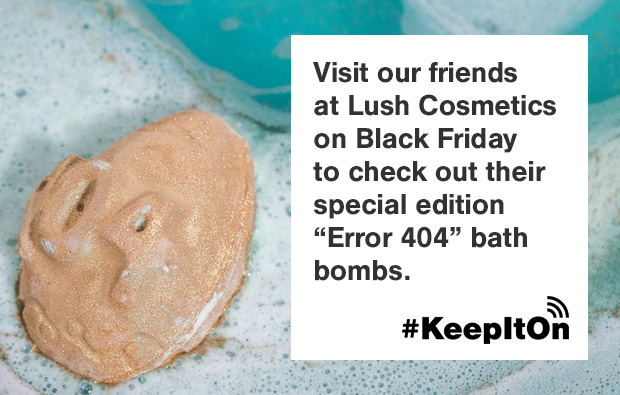 Visit our friends
at Lush Cosmetics
on Black Friday
to check out their
special edition
“Error 404” bath
bombs.
#KeepItOn